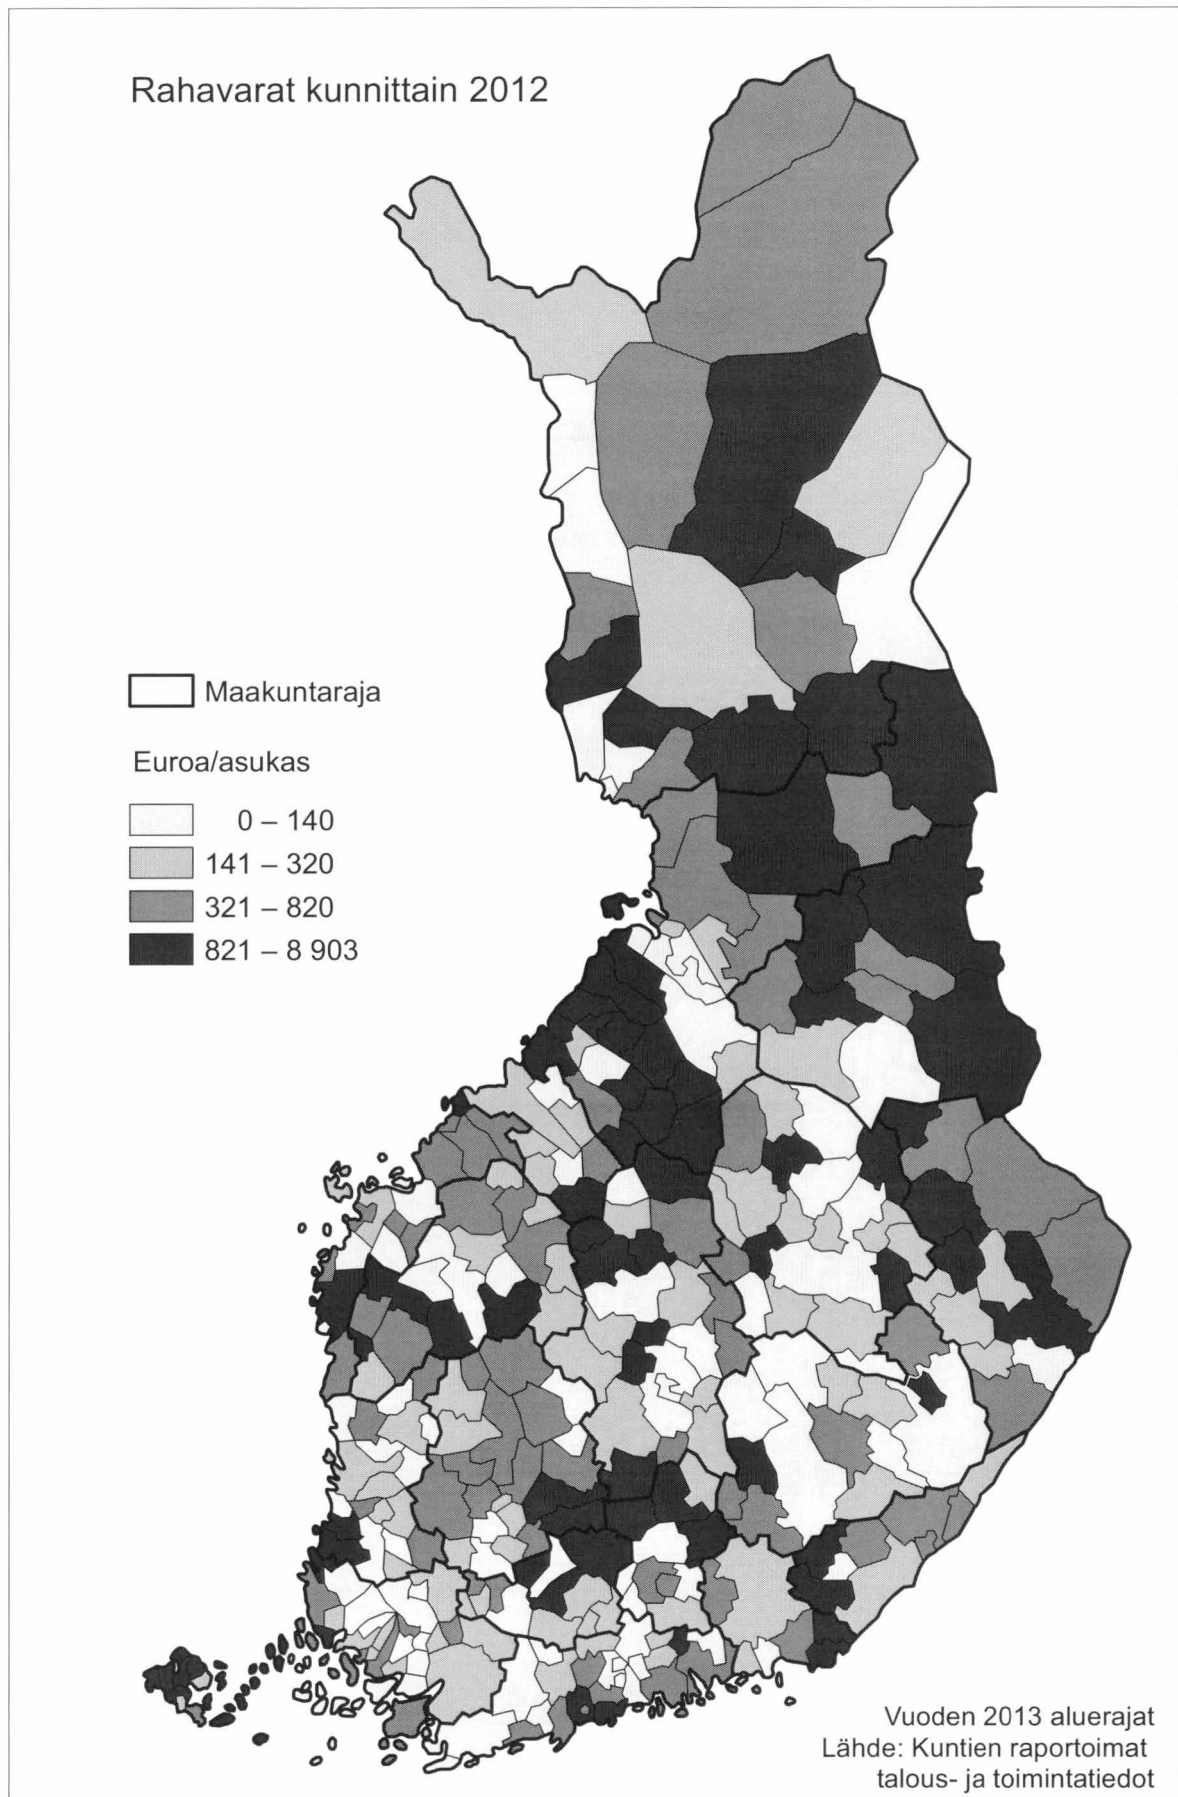 Rahavarat kunnittain 2012
Maakuntaraja
Euroa/asukas
0 – 140
141 – 320
321 – 820
821 – 8 903
Vuoden 2013 aluerajat
Lähde: Kuntien raportoimat
talous- ja toimintatiedot